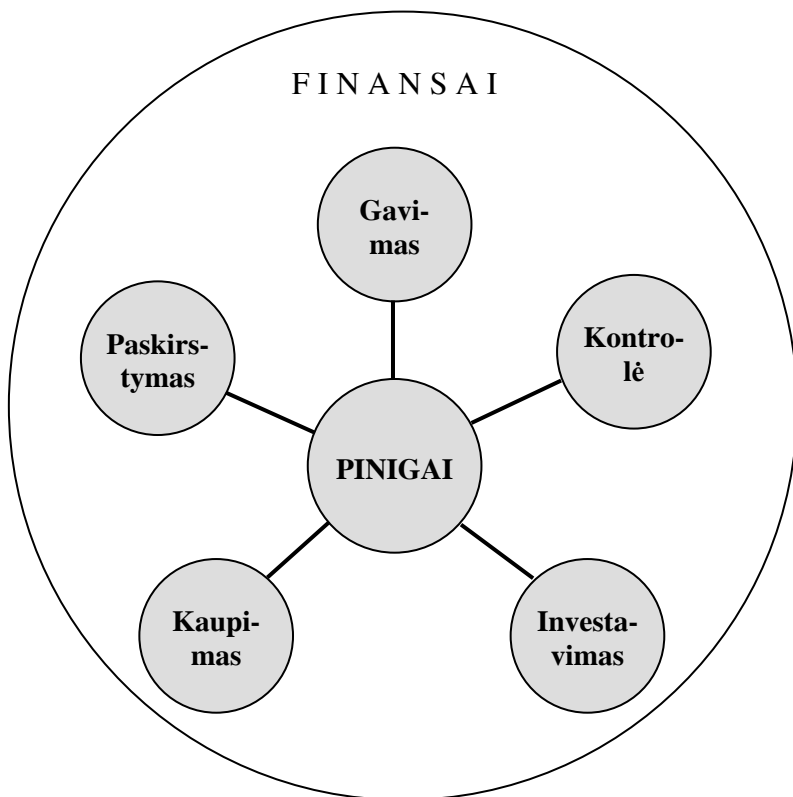 F I N A N S A I
Gavi-
mas
Paskirs-
tymas
Kontro-
lė
PINIGAI
Kaupi-
mas
Investa-
vimas